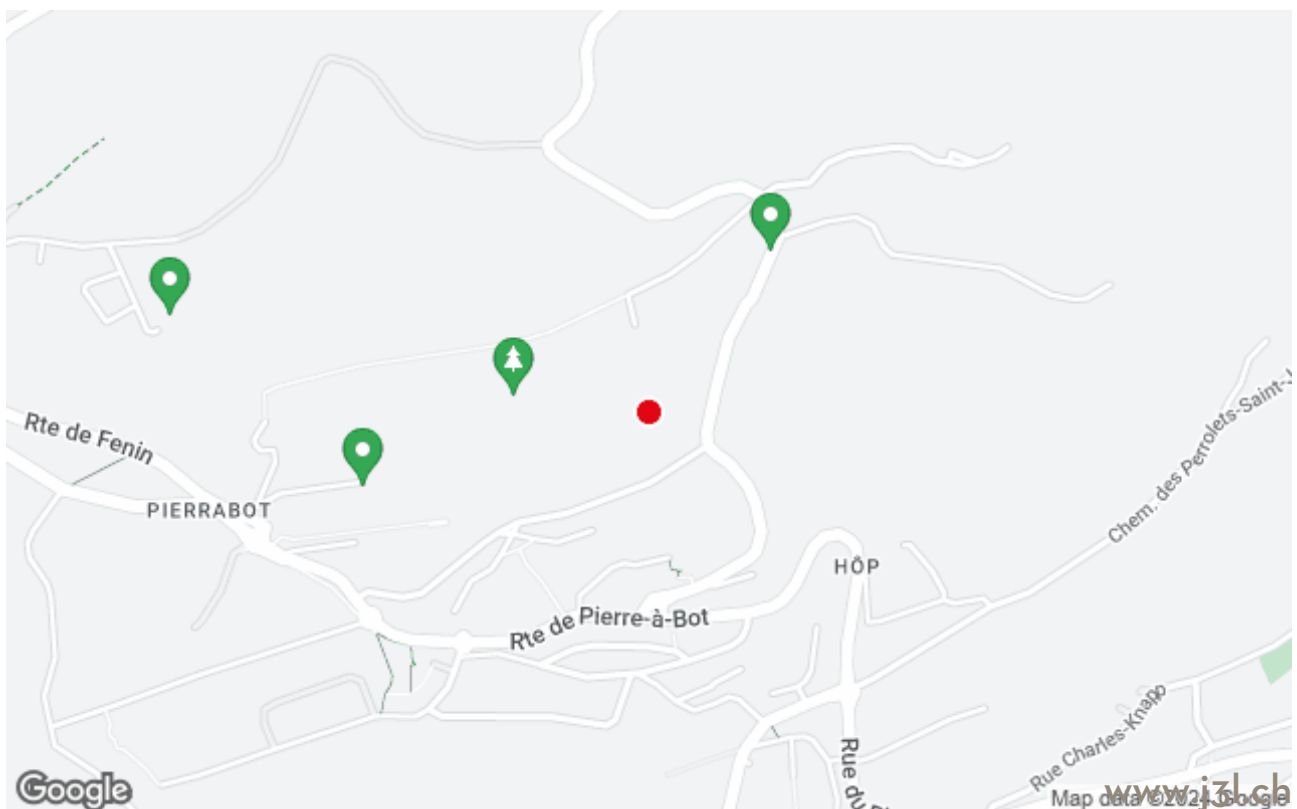 Rte de Fenin
PIERRABOT
Chem. des Perrolets-Saint-J
HÔP
Rte de Pierre-à-Bot
Rue Charles-Knapp
Rue du
Google
Map data ©2024 Google
www.j3l.ch